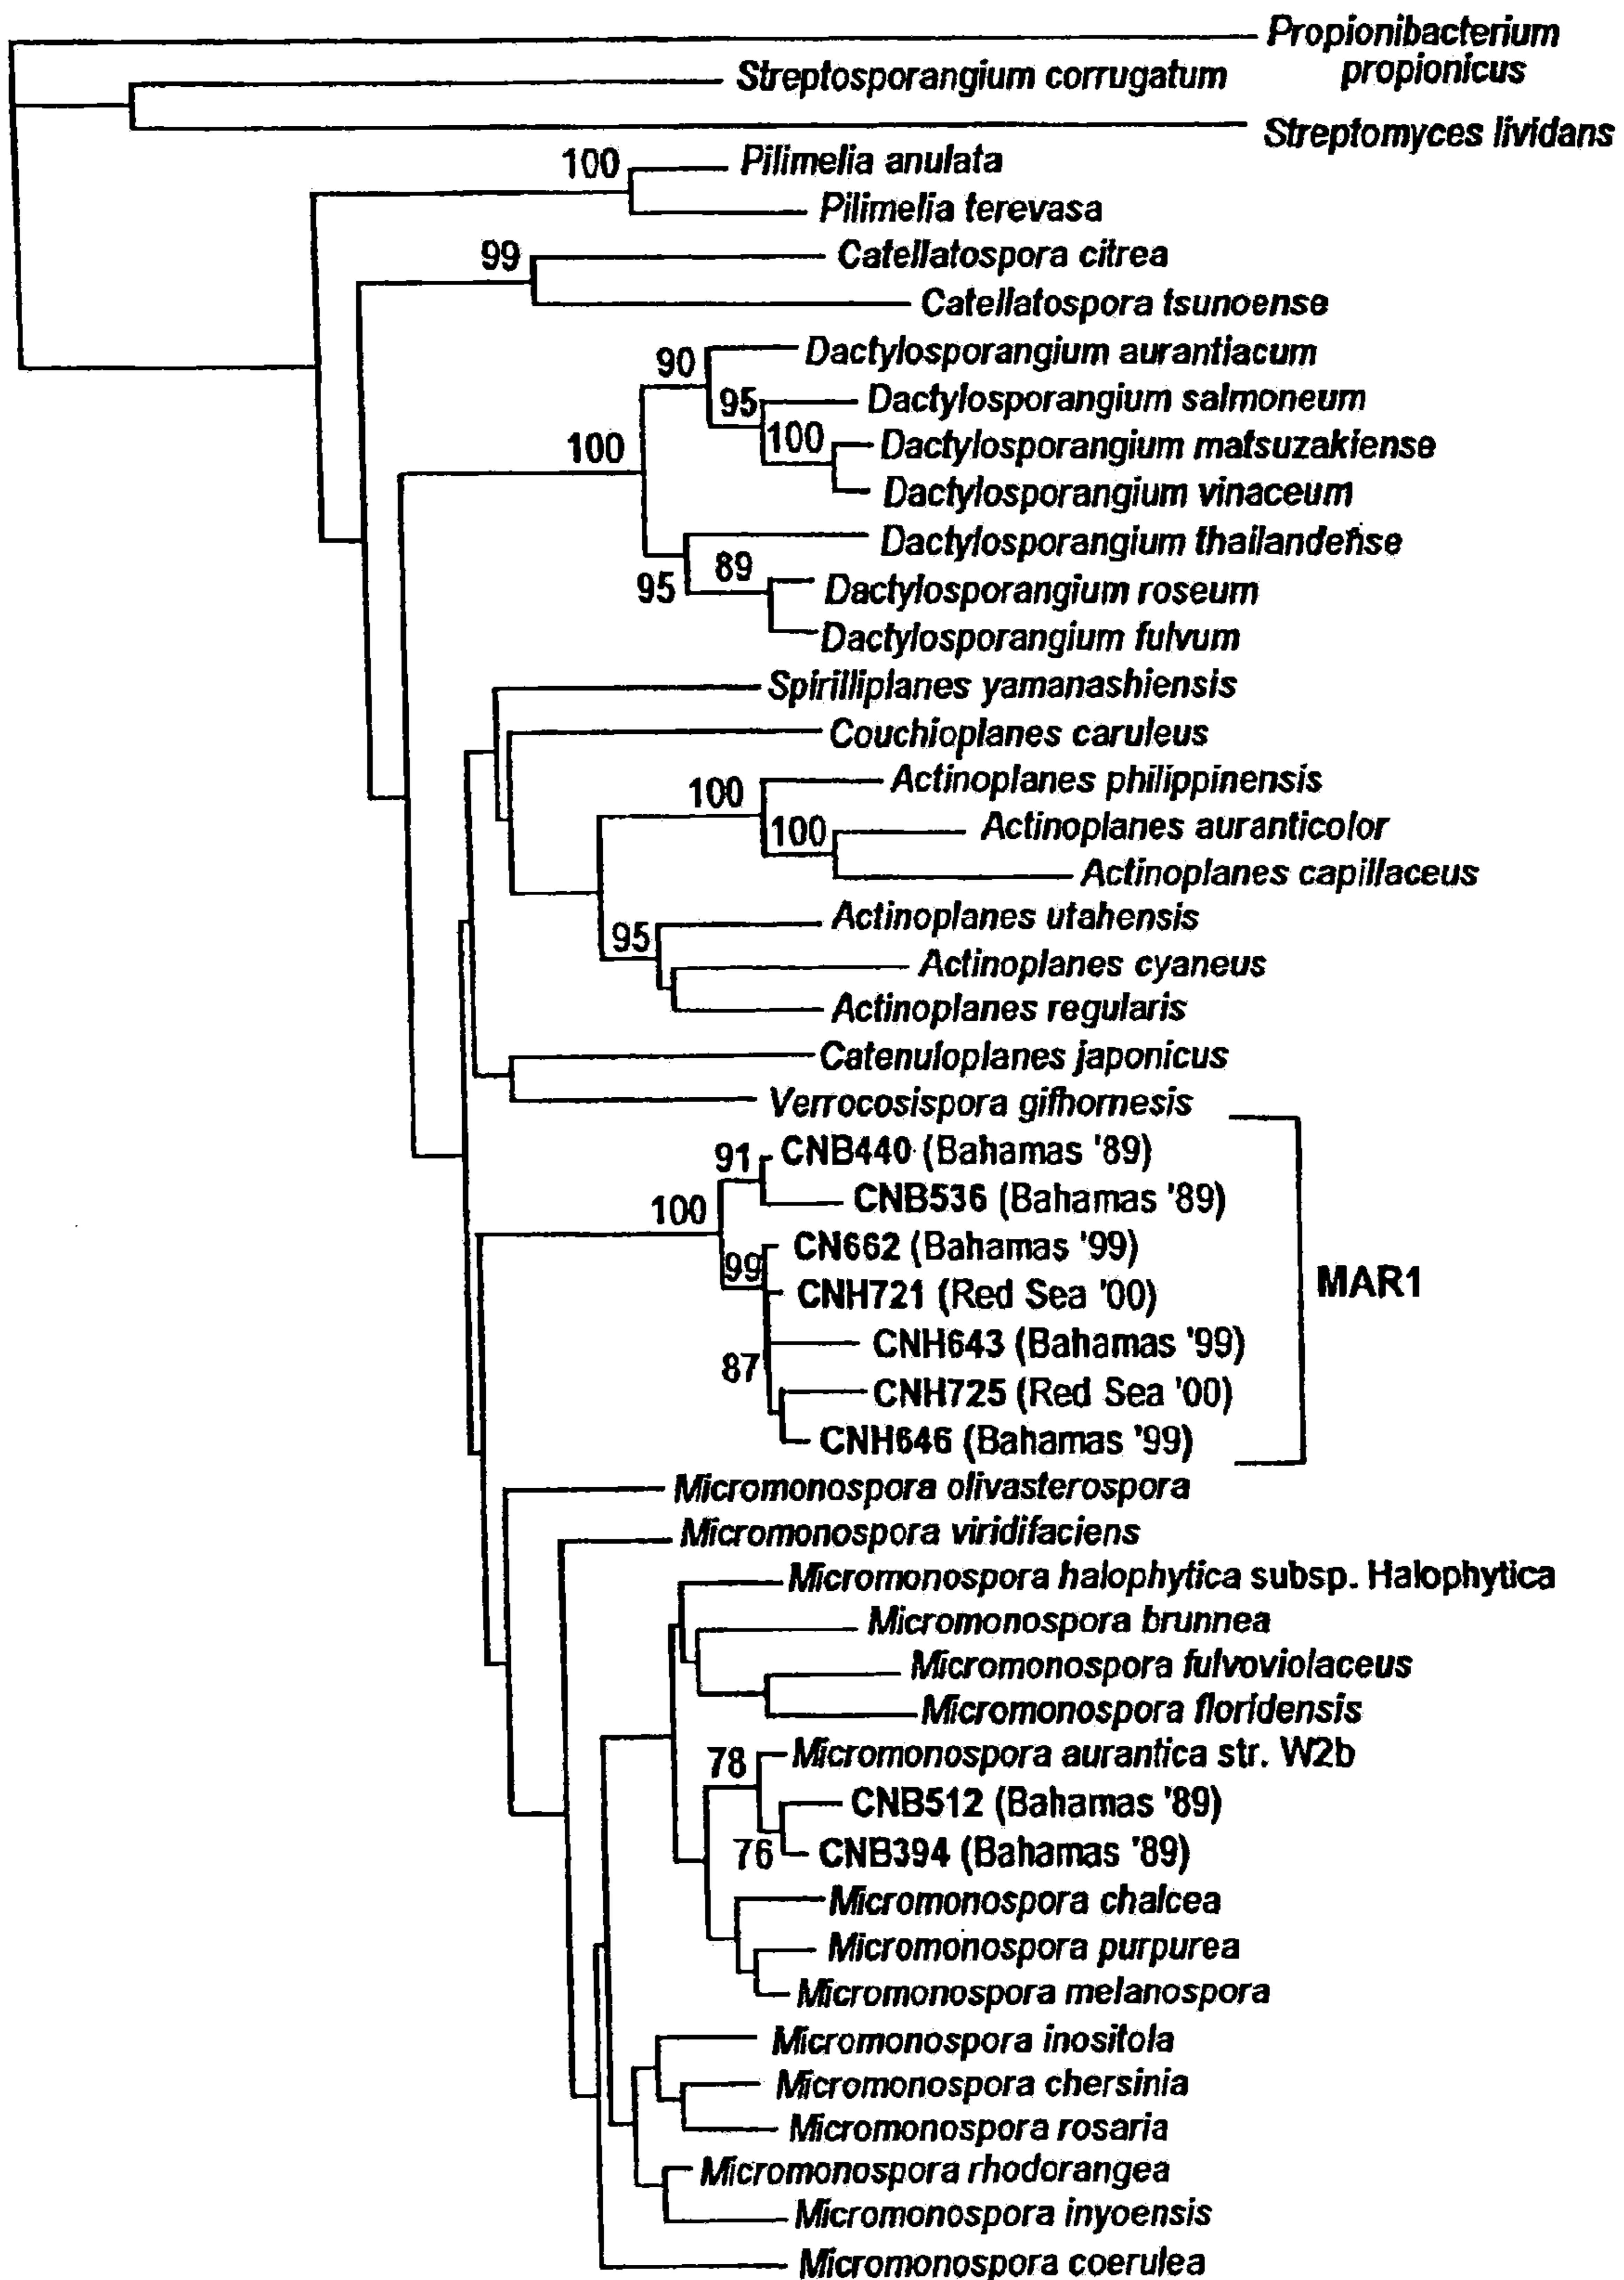 Propionibacterium
propionicus
Streptosporangium corrugatum
Streptomyces lividans
100
Pilimelia anulata
Pilimelia terevasa
99
Catellatospora citrea
Catellatospora tsunoense
90
Dactylosporangium aurantiacum
95
Dactylosporangium salmoneum
100
100
Dactylosporangium matsuzakiense
Dactylosporangium vinaceum
Dactylosporangium thailandense
95
89
Dactylosporangium roseum
Dactylosporangium fulvum
Spirilliplanes yamanashiensis
Couchioplanes caruleus
100
Actinoplanes philippinensis
100
Actinoplanes auranticolor
Actinoplanes capillaceus
Actinoplanes utahensis
95
Actinoplanes cyaneus
Actinoplanes regularis
Catenuloplanes japonicus
Verrocosispora gifhornesis
91
CNB440 (Bahamas '89)
CNB536 (Bahamas '89)
100
CN662 (Bahamas '99)
99
CNH721 (Red Sea '00)
MAR1
CNH643 (Bahamas '99)
87
CNH725 (Red Sea '00)
CNH646 (Bahamas '99)
Micromonospora olivasterospora
Micromonospora viridifaciens
Micromonospora halophytica subsp. Halophytica
Micromonospora brunnea
Micromonospora fulvoviolaceus
Micromonospora floridensis
78
Micromonospora aurantica str. W2b
CNB512 (Bahamas '89)
76
CNB394 (Bahamas '89)
Micromonospora chalcea
Micromonospora purpurea
Micromonospora melanospora
Micromonospora inositola
Micromonospora chersinia
Micromonospora rosaria
Micromonospora rhodorangea
Micromonospora inyoensis
Micromonospora coerulea